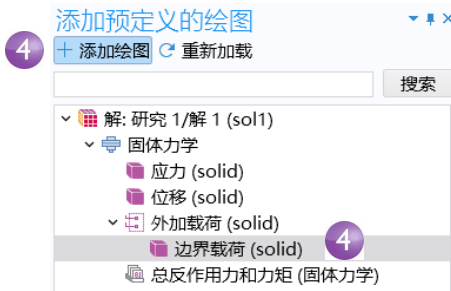 添加预定义的绘图
4 添加绘图 重新加载
搜索
解: 研究 1/解 1 (sol1)
固体力学
应力 (solid)
位移 (solid)
外加载荷 (solid)
边界载荷 (solid) 4
总反作用力和力矩 (固体力学)